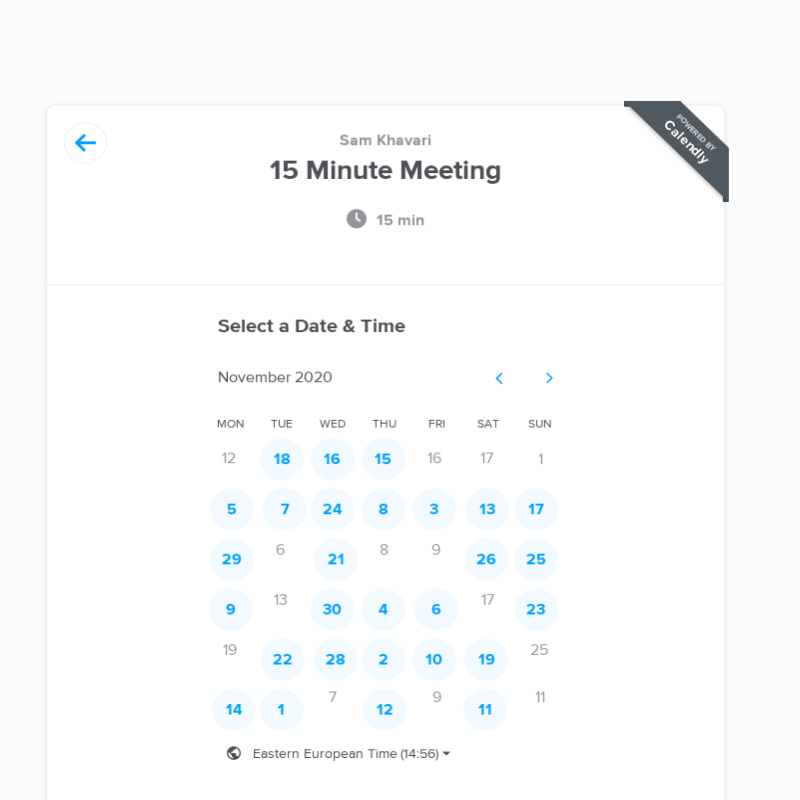 POWERED BY
Calendly
Sam Khavari
15 Minute Meeting
15 min
Select a Date & Time
November 2020
MON TUE WED THU FRI SAT SUN
12 18 16 15 16 17 1
5 7 24 8 3 13 17
29 6 21 8 9 26 25
9 13 30 4 6 17 23
19 22 28 2 10 19 25
14 1 7 12 9 11 11
Eastern European Time (14:56)